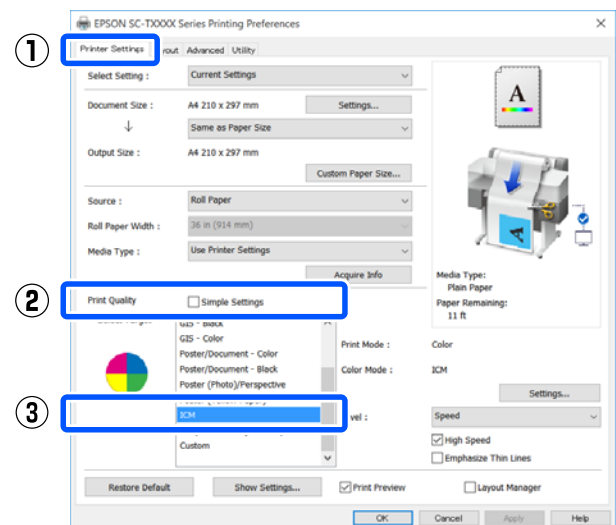 EPSON SC-TXXXX Series Printing Preferences
①
Printer Settings yout Advanced Utility
Select Setting : Current Settings
Document Size : A4 210 x 297 mm Settings...
Same as Paper Size
Output Size : A4 210 x 297 mm
Custom Paper Size...
Source : Roll Paper
Roll Paper Width : 36 in (914 mm)
Media Type : Use Printer Settings
Acquire Info
A
Media Type:
Plain Paper
Paper Remaining:
11 ft
②
Print Quality Simple Settings
GIS - Black
GIS - Color
Poster/Document - Color
Poster/Document - Black
Poster (Photo)/Perspective
③
ICM
Custom
Print Mode : Color
Color Mode : ICM
Settings...
vel : Speed
High Speed
Emphasize Thin Lines
Restore Default Show Settings... Print Preview Layout Manager
OK Cancel Apply Help